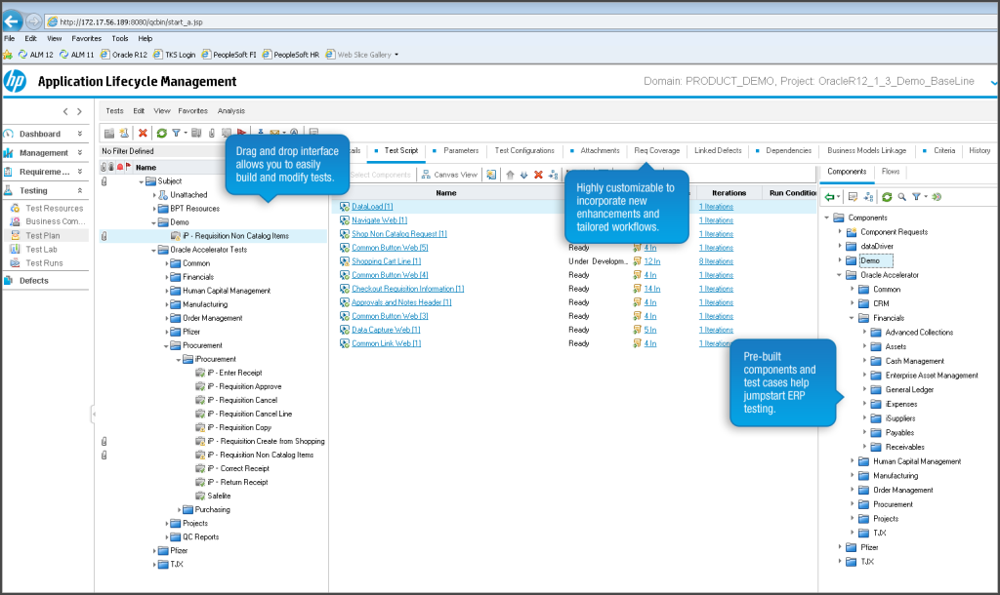 http://172.17.56.189:8080/qcbin/start_a.jsp
File Edit View Favorites Tools Help
ALM 12 ALM 11 Oracle R12 TKS Login PeopleSoft FI PeopleSoft HR Web Slice Gallery
hp Application Lifecycle Management
Domain: PRODUCT_DEMO, Project: OracleR12_1_3_Demo_BaseLine
Dashboard
Management
Requireme...
Testing
Test Resources
Business Com...
Test Plan
Test Lab
Test Runs
Defects
Tests Edit View Favorites Analysis
No Filter Defined
Name
Subject
Unattached
BPT Resources
Demo
iP - Requisition Non Catalog Items
Oracle Accelerator Tests
Common
Financials
Human Capital Management
Manufacturing
Order Management
Pfizer
Procurement
iProcurement
iP - Enter Receipt
iP - Requisition Approve
iP - Requisition Cancel
iP - Requisition Cancel Line
iP - Requisition Copy
iP - Requisition Create from Shopping
iP - Requisition Non Catalog Items
iP - Correct Receipt
iP - Return Receipt
Satelite
Purchasing
Projects
QC Reports
Pfizer
TJX
Drag and drop interface
allows you to easily
build and modify tests.
Test Script Parameters Test Configurations Attachments Req Coverage Linked Defects Dependencies Business Models Linkage Criteria History
Select Components Canvas View
Name Iterations Run Condition
DataLoad [1] 1 Iterations
Navigate Web [1] 1 Iterations
Shop Non Catalog Request [1] 1 Iterations
Common Button Web [5] Ready 4 In 1 Iterations
Shopping Cart Line [1] Under Developm... 12 In 8 Iterations
Common Button Web [4] Ready 4 In 1 Iterations
Checkout Requisition Information [1] Ready 14 In 1 Iterations
Approvals and Notes Header [1] Ready 4 In 1 Iterations
Common Button Web [3] Ready 4 In 1 Iterations
Data Capture Web [1] Ready 5 In 1 Iterations
Common Link Web [1] Ready 4 In 1 Iterations
Highly customizable to
incorporate new
enhancements and
tailored workflows.
Pre-built
components and
test cases help
jumpstart ERP
testing.
Components Flows
Components
Component Requests
dataDriver
Demo
Oracle Accelerator
Common
CRM
Financials
Advanced Collections
Assets
Cash Management
Enterprise Asset Management
General Ledger
iExpenses
iSuppliers
Payables
Receivables
Human Capital Management
Manufacturing
Order Management
Procurement
Projects
TJX
Pfizer
TJX